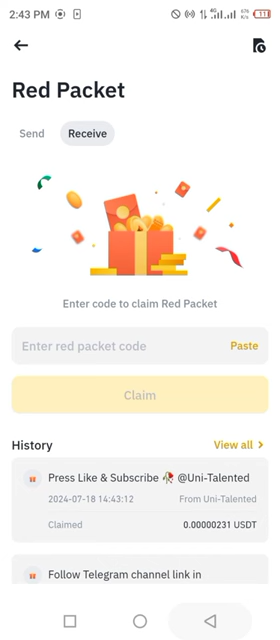 2:43 PM
4G
11
Red Packet
Send
Receive
Enter code to claim Red Packet
Enter red packet code
Paste
Claim
History
View all
Press Like & Subscribe 🥀 @Uni-Talented
2024-07-18 14:43:12
From Uni-Talented
Claimed
0.00000231 USDT
Follow Telegram channel link in